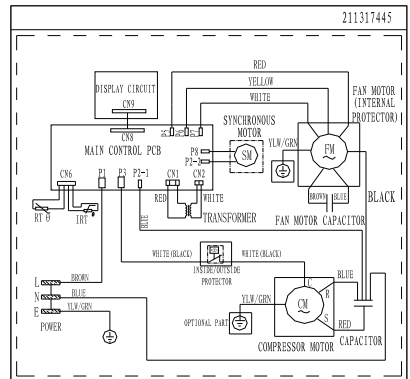 211317445
RED
YELLOW
WHITE
DISPLAY CIRCUIT
CN9
CN8
MAIN CONTROL PCB
SYNCHRONOUS
MOTOR
SM
P8
P2-2
FAN MOTOR
(INTERNAL
PROTECTOR)
FM
YLW/GRN
BROWN
BLUE
FAN MOTOR CAPACITOR
BLACK
CN6
P1
P3
P2-1
CN1
CN2
RED
WHITE
TRANSFORMER
RT
θ
IRT
BLUE
WHITE(BLACK)
WHITE(BLACK)
INSIDE/OUTSIDE
PROTECTOR
L
BROWN
N
BLUE
E
YLW/GRN
POWER
YLW/GRN
OPTIONAL PART
C
R
S
CM
BLUE
RED
CAPACITOR
COMPRESSOR MOTOR